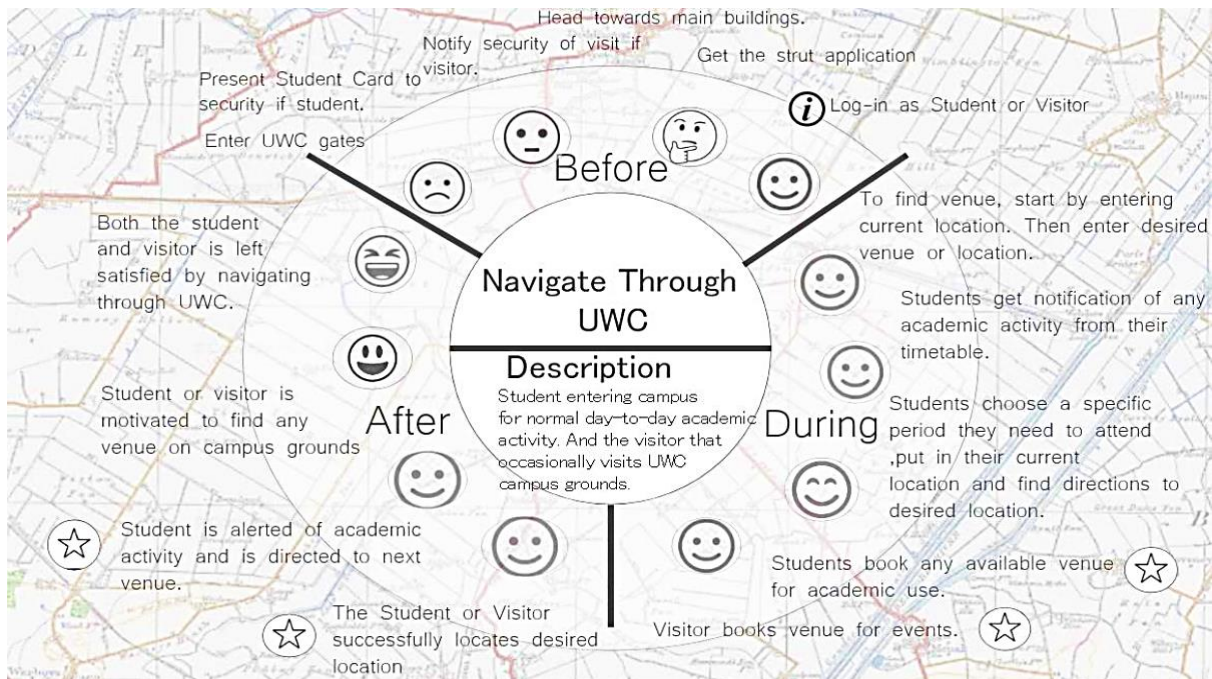 Head towards main buildings.
Notify security of visit if
visitor.
Get the strut application
Present Student Card to
security if student.
Log-in as Student or Visitor
Enter UWC gates
Before
To find venue, start by entering
current location. Then enter desired
venue or location.
Both the student
and visitor is left
satisfied by navigating
through UWC.
Navigate Through
UWC
Students get notification of any
academic activity from their
timetable.
Description
Student entering campus
for normal day-to-day academic
activity. And the visitor that
occasionally visits UWC
campus grounds.
Student or visitor is
motivated to find any
venue on campus grounds
After
During
Students choose a specific
period they need to attend
,put in their current
location and find directions to
desired location.
Student is alerted of academic
activity and is directed to next
venue.
Students book any available venue
for academic use.
The Student or Visitor
successfully locates desired
location
Visitor books venue for events.